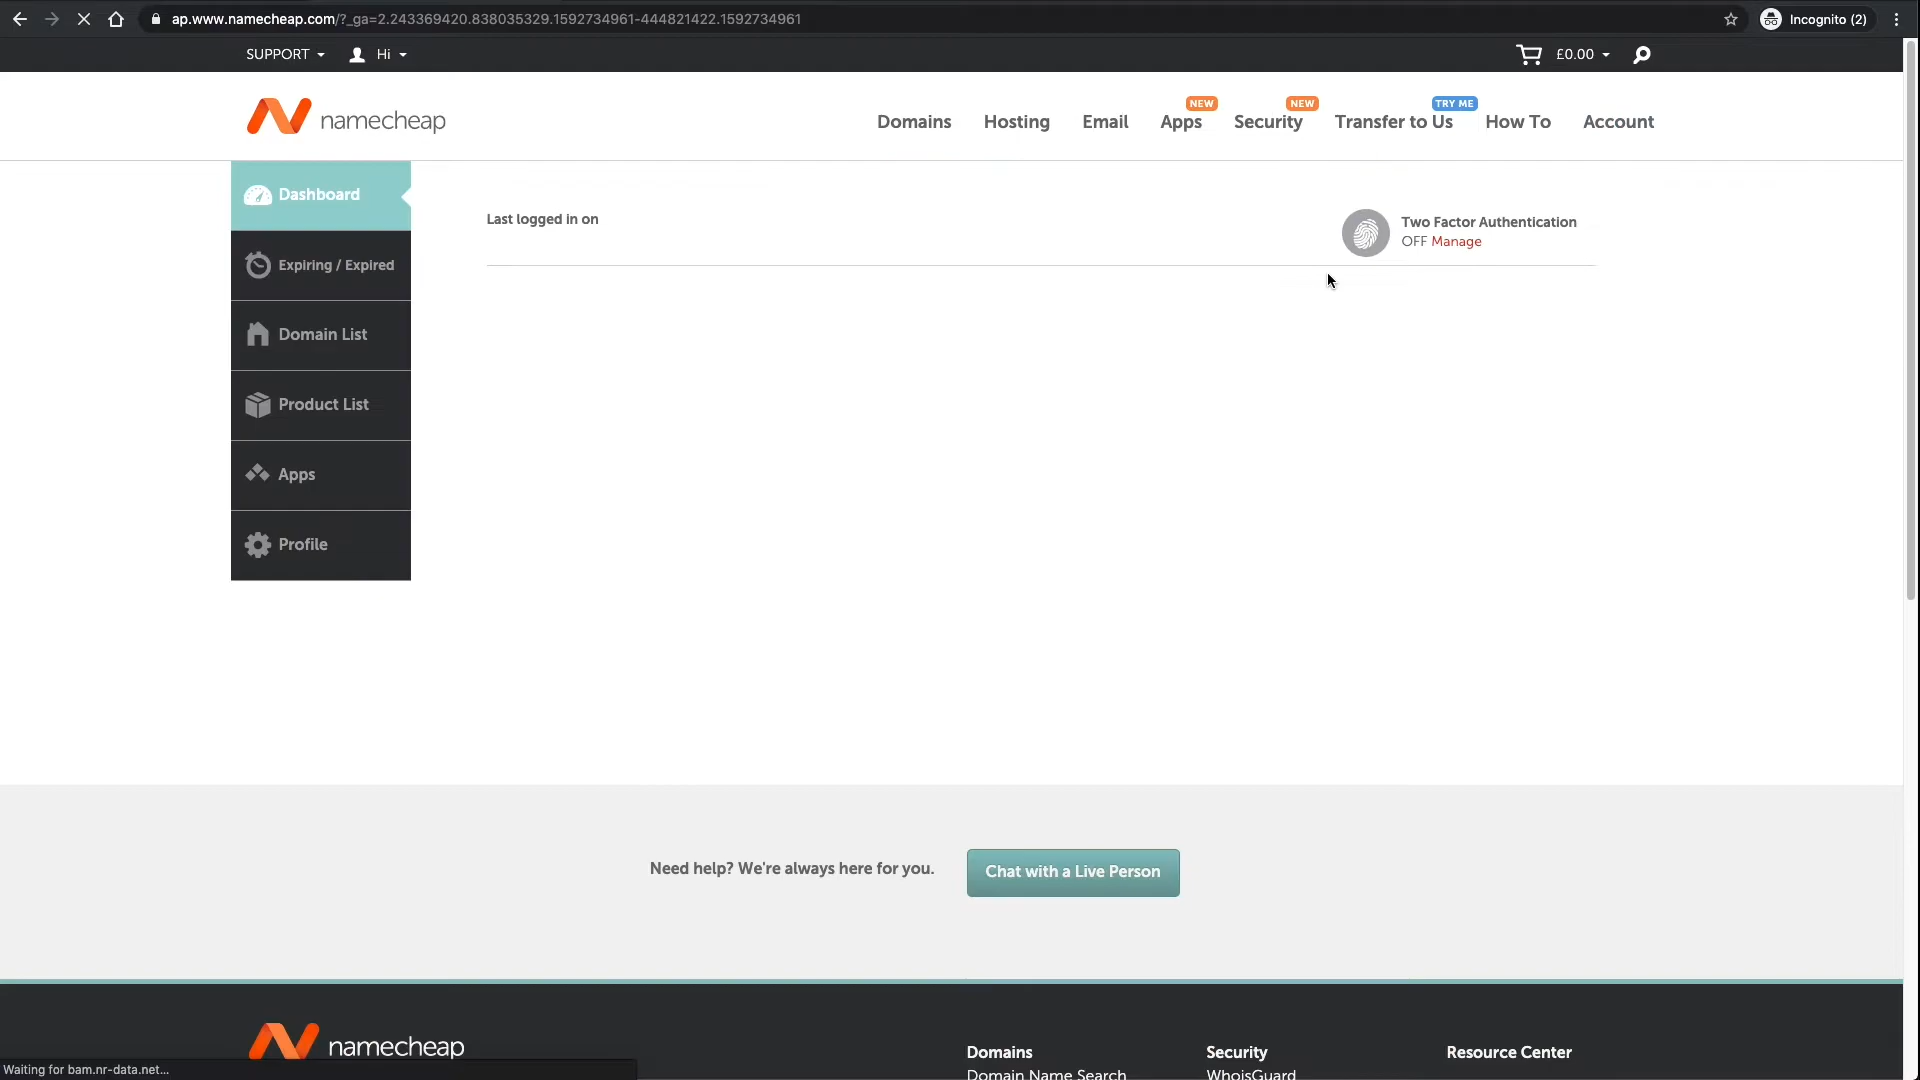 ap.www.namecheap.com/?_ga=2.243369420.838035329.1592734961-444821422.1592734961
Incognito (2)
SUPPORT
Hi
£0.00
namecheap
Domains
Hosting
Email
Apps
NEW
Security
NEW
Transfer to Us
TRY ME
How To
Account
Dashboard
Expiring / Expired
Domain List
Product List
Apps
Profile
Last logged in on
Two Factor Authentication
OFF Manage
Need help? We're always here for you.
Chat with a Live Person
namecheap
Domains
Security
Resource Center
Domain Name Search
WhoisGuard
Waiting for bam.nr-data.net...